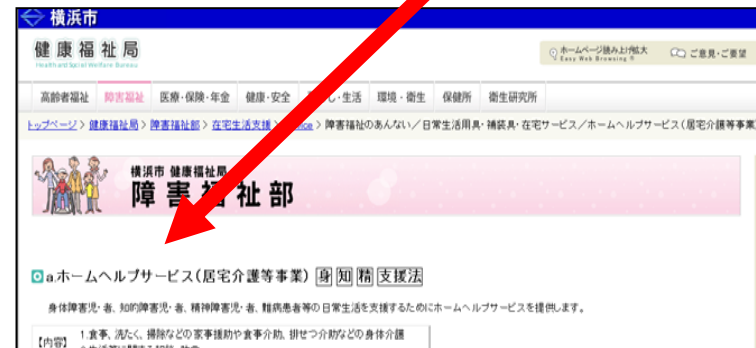 横浜市
健康福祉局
Health and Social Welfare Bureau
ホームページ読み上げ拡大
Easy Web Browsing
ご意見・ご要望
高齢者福祉 障害福祉 医療・保険・年金 健康・安全 し・生活 環境・衛生 保健所 衛生研究所
トップページ > 健康福祉局 > 障害福祉部 > 在宅生活支援 > > 障害福祉のあんない／日常生活用具・補装具・在宅サービス／ホームヘルプサービス(居宅介護等事業
横浜市 健康福祉局
障害福祉部
a.ホームヘルプサービス(居宅介護等事業) 身 知 精 支援法
身体障害児・者、知的障害児・者、精神障害児・者、難病患者等の日常生活を支援するためにホームヘルプサービスを提供します。
【内容】 1.食事、洗たく、掃除などの家事援助や食事介助、排せつ介助などの身体介護